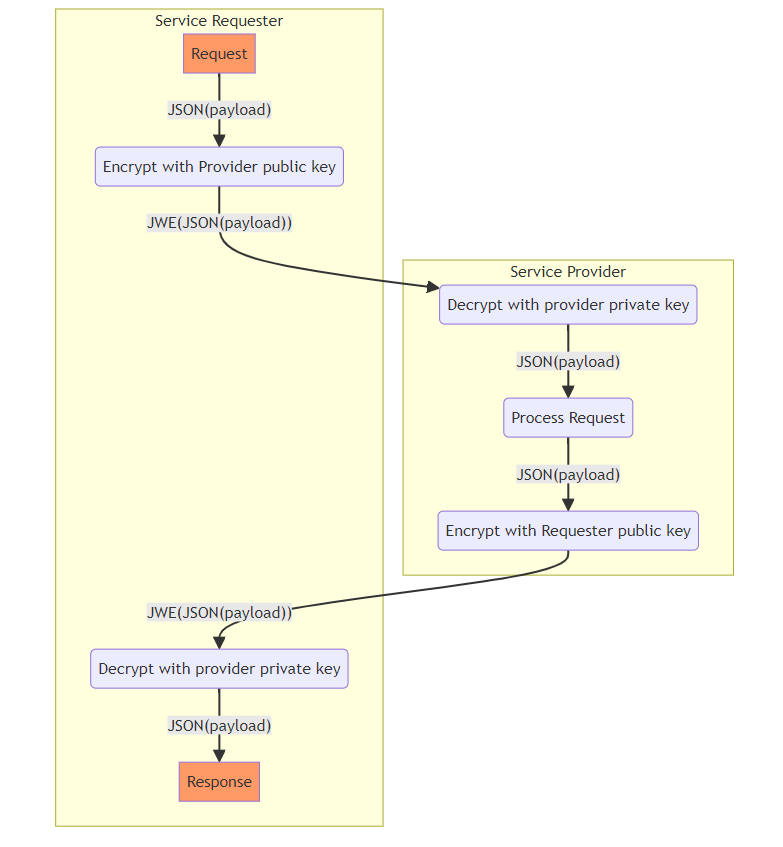 Service Requester
Request
JSON(payload)
Encrypt with Provider public key
JWE(JSON(payload))
Service Provider
Decrypt with provider private key
JSON(payload)
Process Request
JSON(payload)
Encrypt with Requester public key
JWE(JSON(payload))
Decrypt with provider private key
JSON(payload)
Response